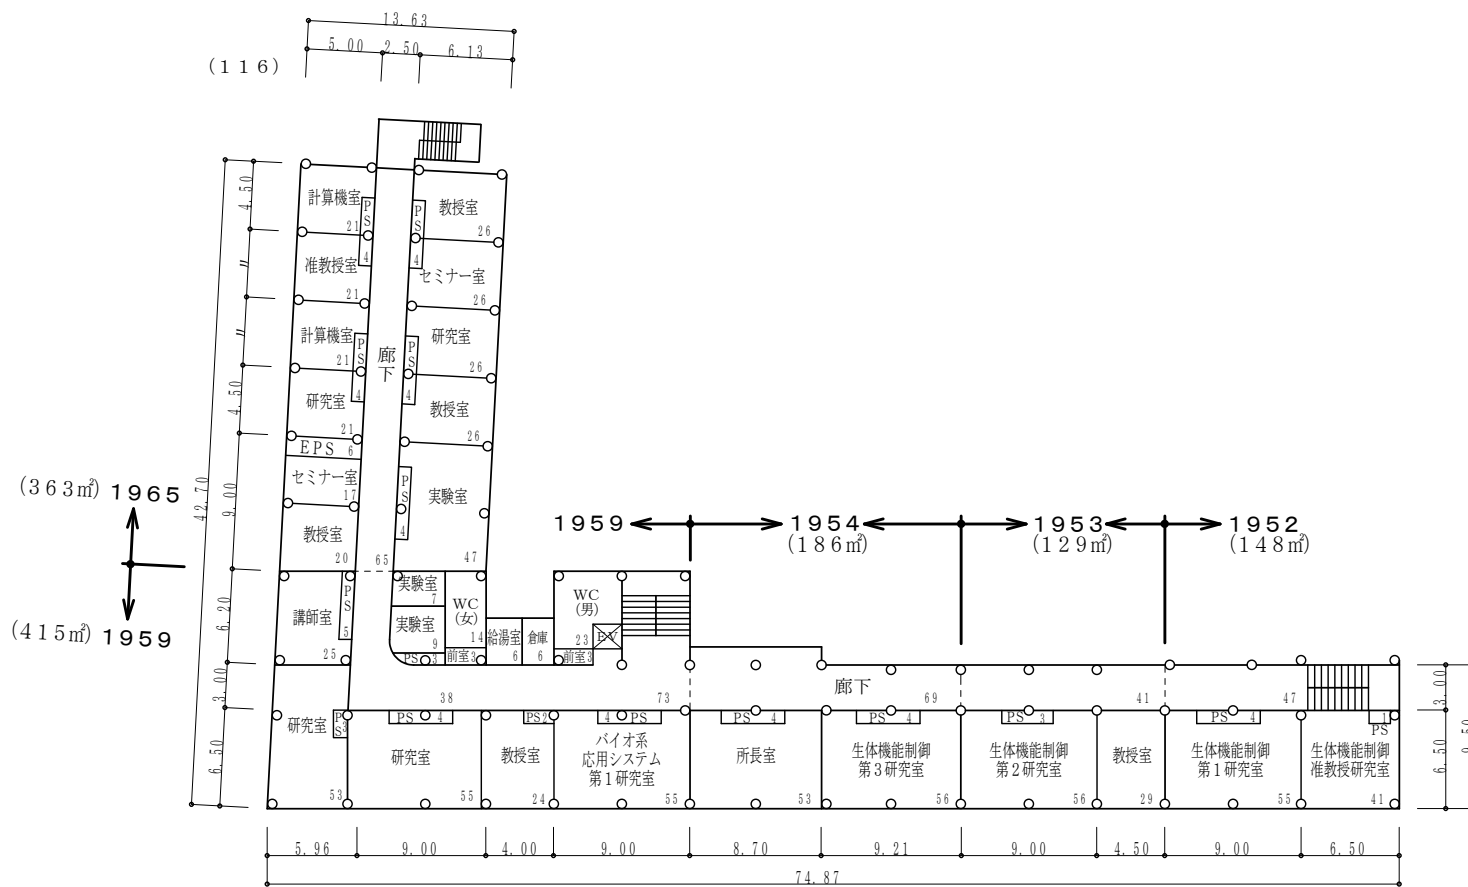 13.63
5.00
2.50
6.13
(116)
計算機室
21
PS
4
教授室
26
PS
4
准教授室
21
セミナー室
26
計算機室
21
PS
4
廊下
研究室
26
PS
4
研究室
21
教授室
26
EPS 6
セミナー室
17
実験室
47
PS
4
教授室
20
65
4.50
〃
〃
4.50
9.00
42.70
6.20
3.00
6.50
(363㎡) 1965
(415㎡) 1959
1959
1954
(186㎡)
1953
(129㎡)
1952
(148㎡)
講師室
25
PS
5
実験室
7
実験室
9
PS 3
WC
(女)
14
前室3
給湯室
6
倉庫
6
WC
(男)
23
前室3
EV
38
73
廊下
69
41
47
研究室
53
PS
3
PS 4
研究室
55
PS2
教授室
24
4 PS
バイオ系
応用システム
第1研究室
55
PS 4
所長室
53
PS 4
生体機能制御
第3研究室
56
PS 3
生体機能制御
第2研究室
56
教授室
29
PS 4
生体機能制御
第1研究室
55
1
PS
生体機能制御
准教授研究室
41
3.00
6.50
9.50
5.96
9.00
4.00
9.00
8.70
9.21
9.00
4.50
9.00
6.50
74.87